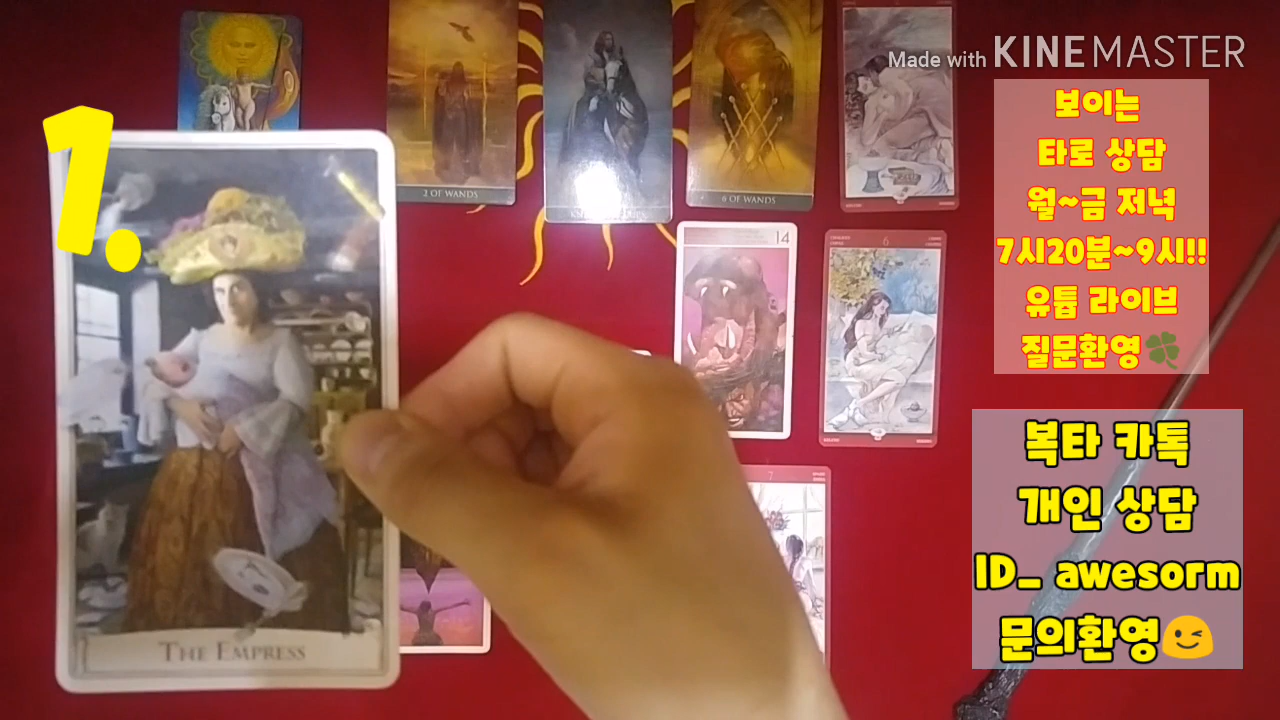 Made with KINEMASTER
1.
보이는
타로 상담
월~금 저녁
7시20분~9시!!
유튭 라이브
질문환영🍀
복타 카톡
개인 상담
ID_ awesorm
문의환영😉
2 OF WANDS
6 OF WANDS
14
6
7
THE EMPRESS